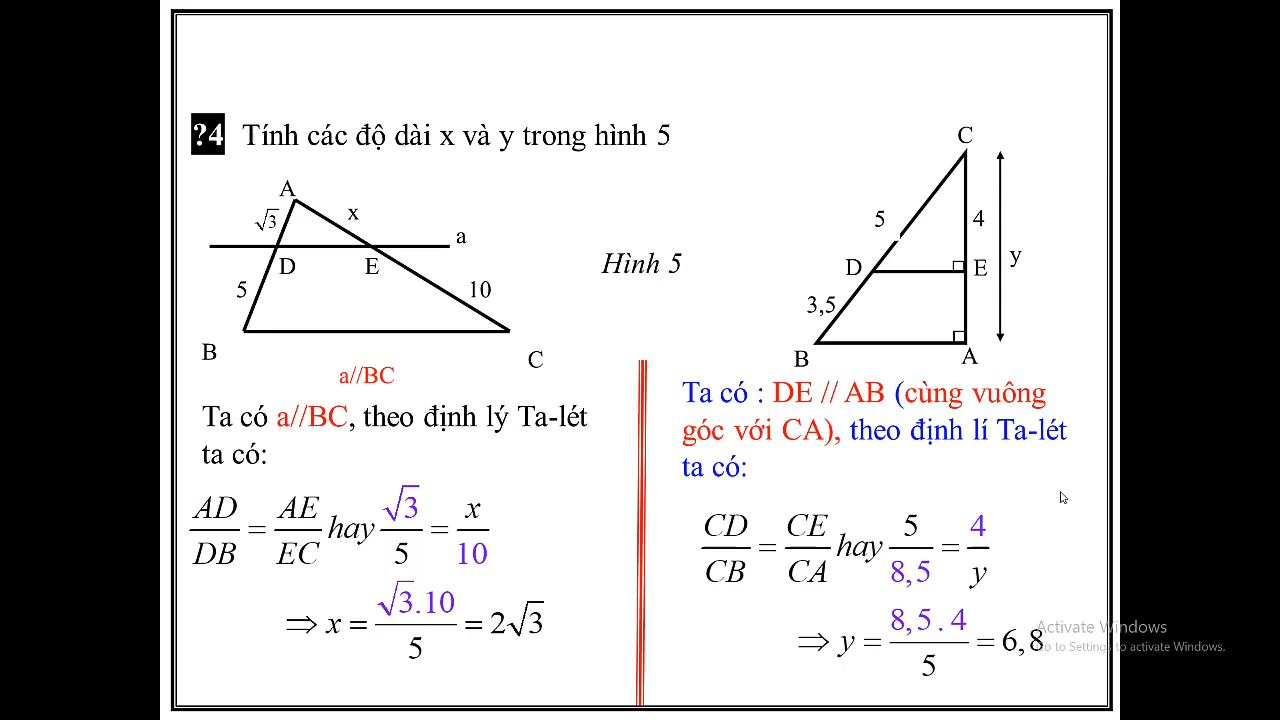 ?4 Tính các độ dài x và y trong hình 5
A
√3
x
a
D
E
5
10
B
C
a//BC
Hình 5
C
5
4
D
E
y
3,5
B
A
Ta có a//BC, theo định lý Ta-lét
ta có:
AD/DB = AE/EC hay √3/5 = x/10
⇒ x = √3.10/5 = 2√3
Ta có : DE // AB (cùng vuông
góc với CA), theo định lí Ta-lét
ta có:
CD/CB = CE/CA hay 5/8,5 = 4/y
⇒ y = 8,5 . 4/5 = 6,8
Activate Windows
Go to Settings to activate Windows.